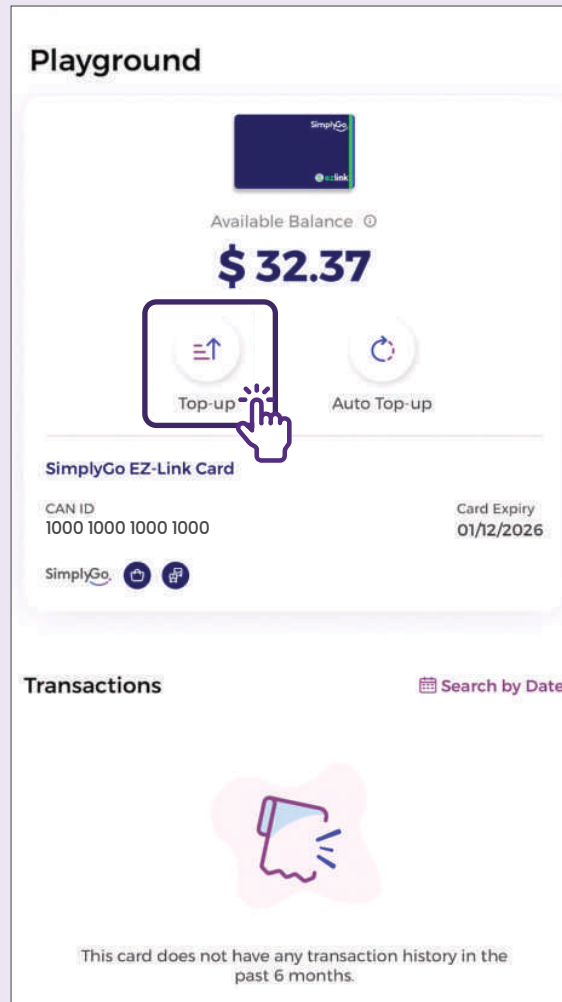 Playground
SimplyGo
ezlink
Available Balance
$ 32.37
Top-up
Auto Top-up
SimplyGo EZ-Link Card
CAN ID
Card Expiry
1000 1000 1000 1000
01/12/2026
SimplyGo
Transactions
Search by Date
This card does not have any transaction history in the
past 6 months.